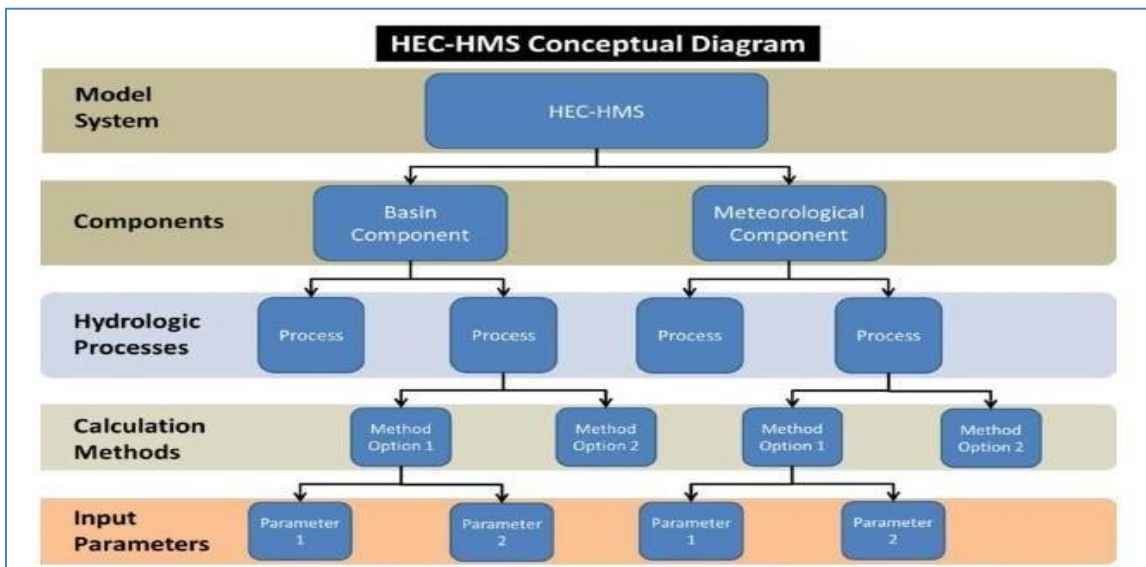 HEC-HMS Conceptual Diagram
Model
System
HEC-HMS
Components
Basin
Component
Meteorological
Component
Hydrologic
Processes
Process
Process
Process
Process
Calculation
Methods
Method
Option 1
Method
Option 2
Method
Option 1
Method
Option 2
Input
Parameters
Parameter
1
Parameter
2
Parameter
1
Parameter
2